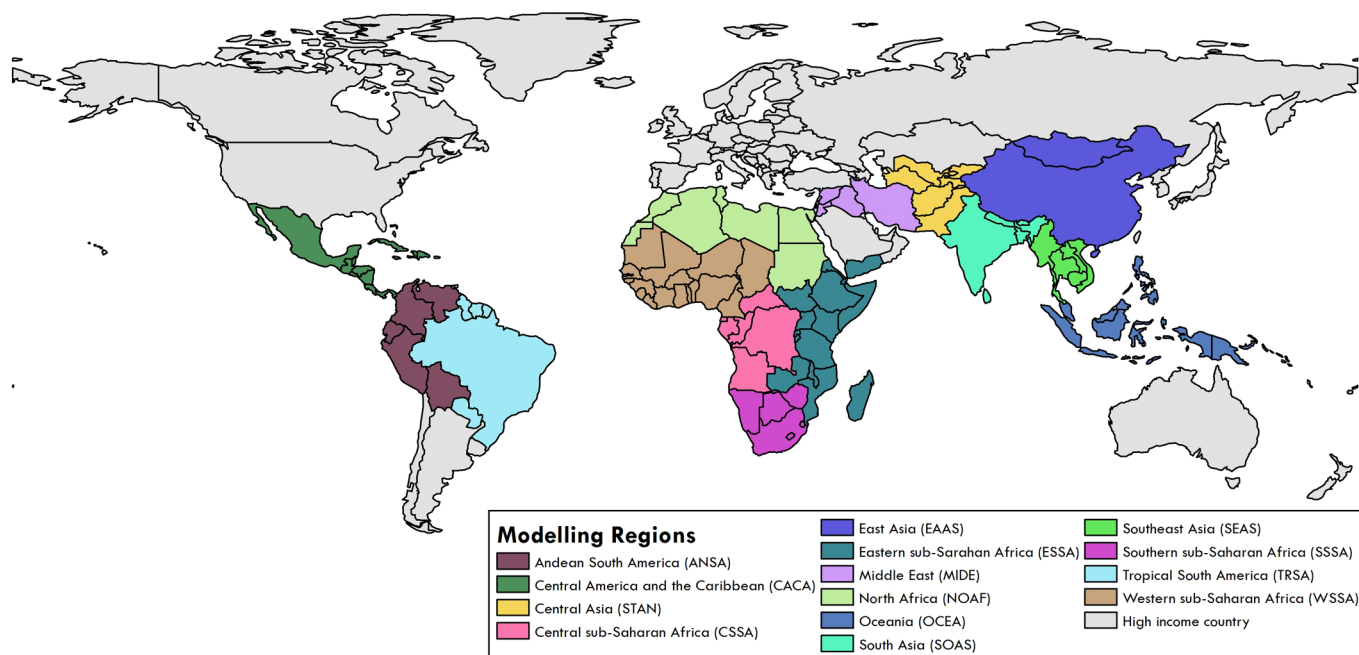 Modelling Regions
Andean South America (ANSA)
Central America and the Caribbean (CACA)
Central Asia (STAN)
Central sub-Saharan Africa (CSSA)
East Asia (EAAS)
Eastern sub-Sarahan Africa (ESSA)
Middle East (MIDE)
North Africa (NOAF)
Oceania (OCEA)
South Asia (SOAS)
Southeast Asia (SEAS)
Southern sub-Saharan Africa (SSSA)
Tropical South America (TRSA)
Western sub-Saharan Africa (WSSA)
High income country